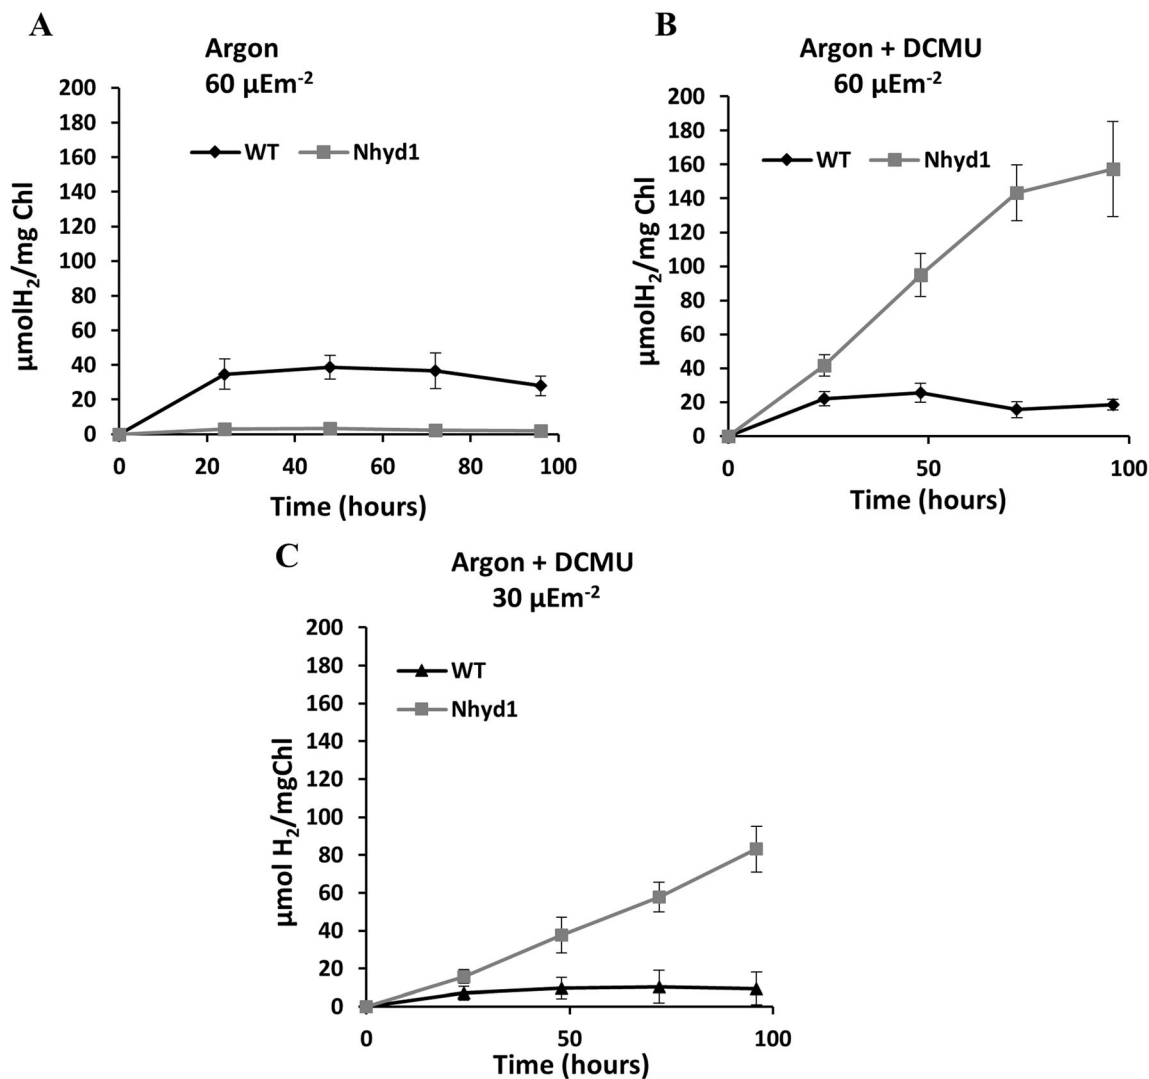 A
Argon
60 µEm-2
WT
Nhyd1
200
180
160
140
120
100
80
60
40
20
0
µmolH2/mg Chl
0 20 40 60 80 100
Time (hours)
B
Argon + DCMU
60 µEm-2
WT
Nhyd1
200
180
160
140
120
100
80
60
40
20
0
µmolH2/mg Chl
0 50 100
Time (hours)
C
Argon + DCMU
30 µEm-2
WT
Nhyd1
200
180
160
140
120
100
80
60
40
20
0
µmol H2/mgChl
0 50 100
Time (hours)